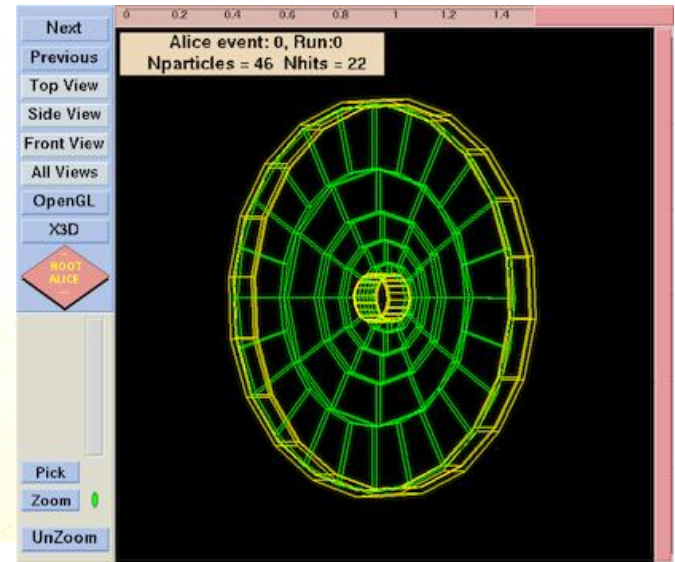 0 0.2 0.4 0.6 0.8 1 1.2 1.4
Next
Previous
Top View
Side View
Front View
All Views
OpenGL
X3D
ROOT
ALICE
Pick
Zoom
UnZoom
Alice event: 0, Run:0
Nparticles = 46 Nhits = 22